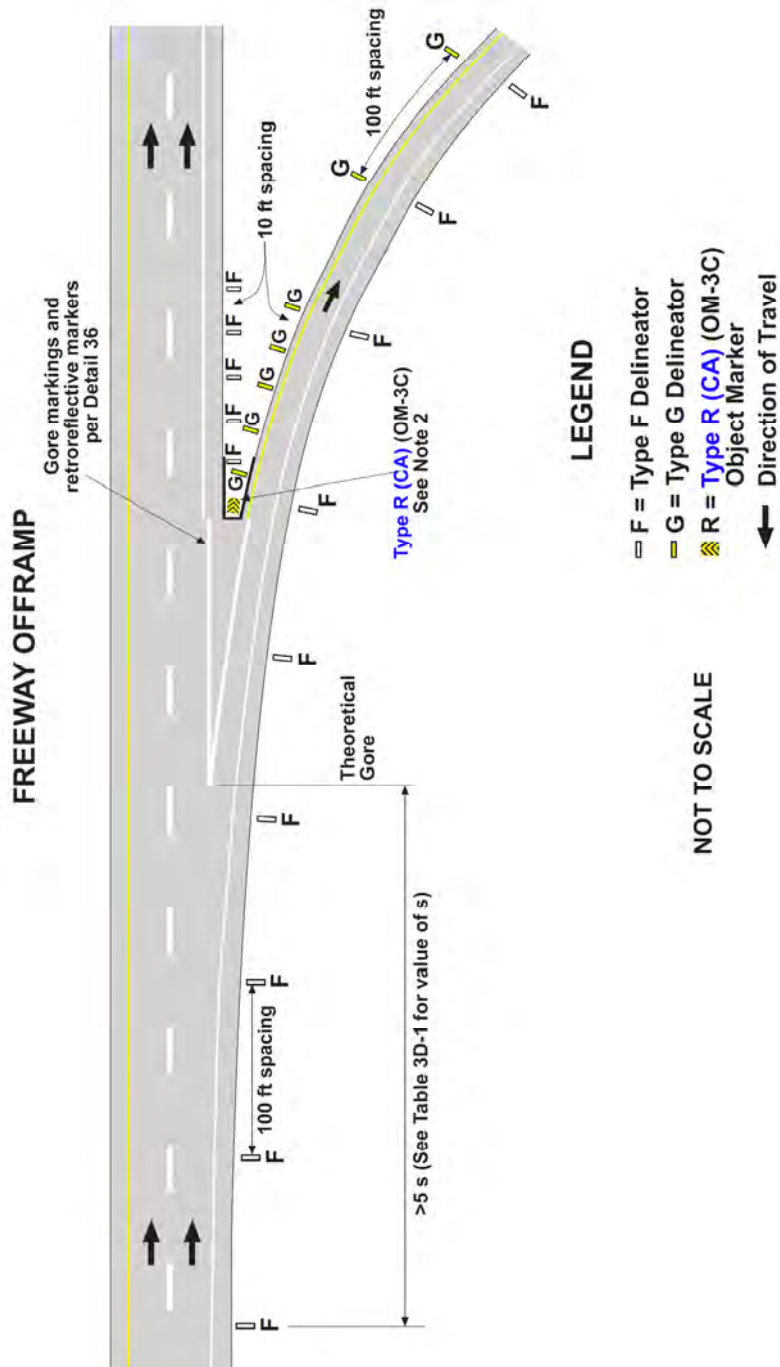 FREEWAY OFFRAMP
Gore markings and
retroreflective markers
per Detail 36
10 ft spacing
100 ft spacing
G
G
F
F
F
F
F
G
G
G
G
G
F
F
F
F
F
F
F
F
F
Type R (CA) (OM-3C)
See Note 2
Theoretical
Gore
100 ft spacing
>5 s (See Table 3D-1 for value of s)
NOT TO SCALE
LEGEND
F = Type F Delineator
G = Type G Delineator
R = Type R (CA) (OM-3C)
Object Marker
Direction of Travel